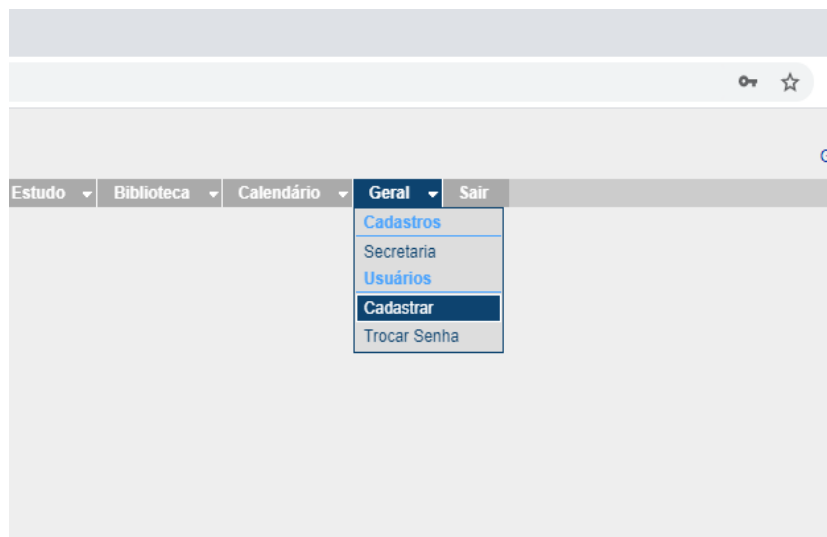 Estudo Biblioteca Calendário Geral Sair
Cadastros
Secretaria
Usuários
Cadastrar
Trocar Senha